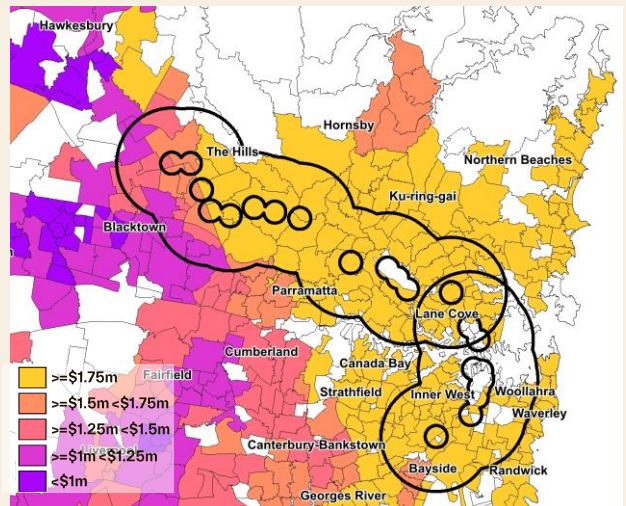 Hawkesbury
Hornsby
The Hills
Northern Beaches
Ku-ring-gai
Blacktown
Parramatta
Lane Cove
Cumberland
Canada Bay
Fairfield
Strathfield
Inner West
Woollahra
Waverley
Canterbury-Bankstown
Liverpool
Bayside
Randwick
Georges River
>=$1.75m
>=$1.5m <$1.75m
>=$1.25m <$1.5m
>=$1m <$1.25m
<$1m